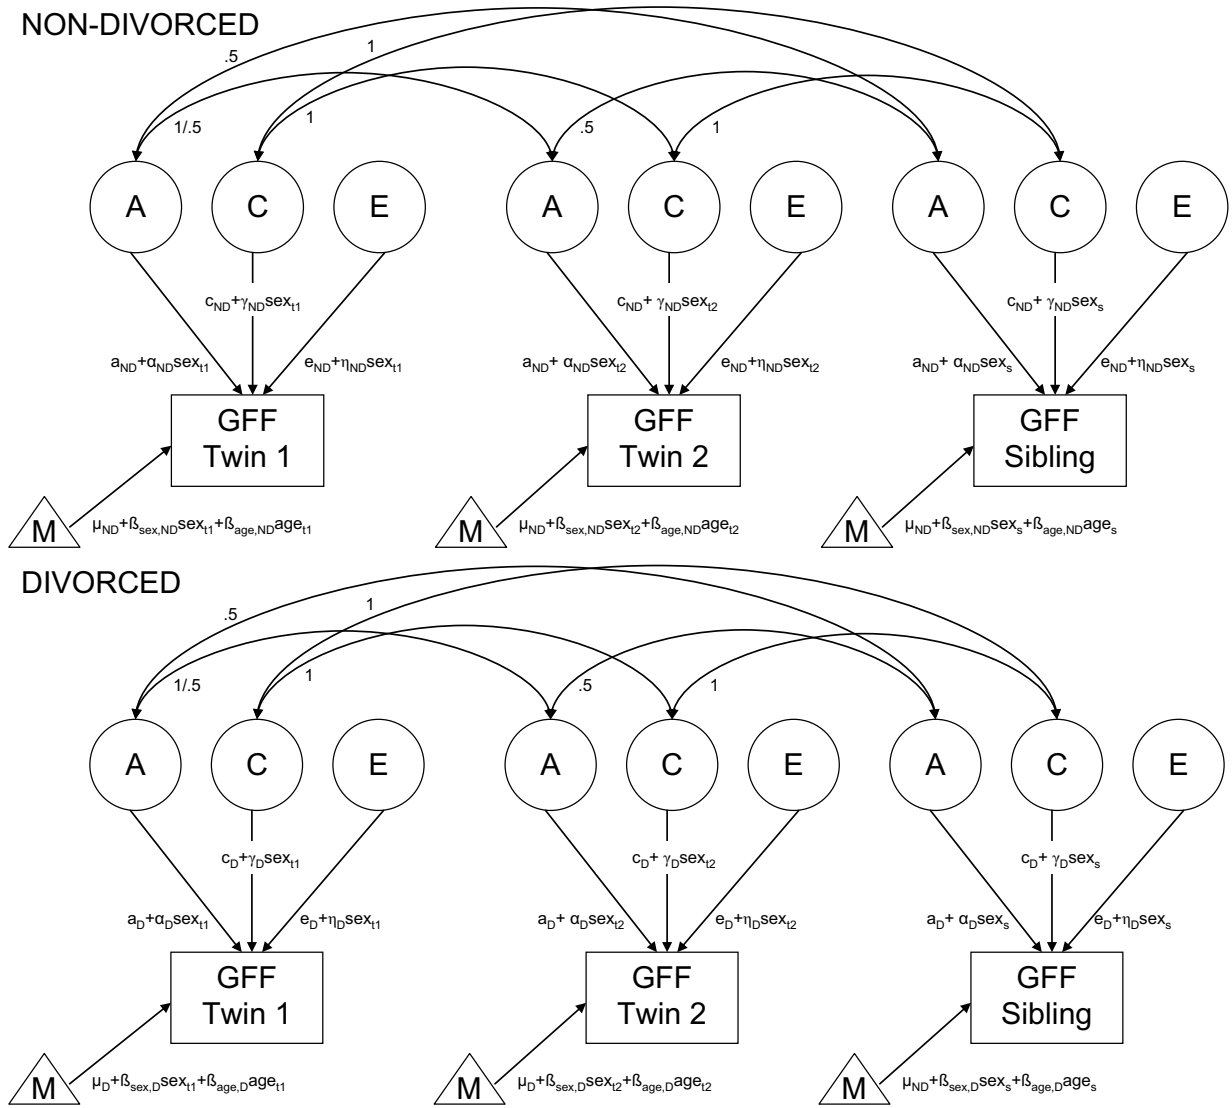 NON-DIVORCED
.5
1
1/.5
1
.5
1
A
C
E
A
C
E
A
C
E
c_ND+γ_NDsex_t1
c_ND+ γ_NDsex_t2
c_ND+ γ_NDsex_s
a_ND+α_NDsex_t1
e_ND+η_NDsex_t1
a_ND+ α_NDsex_t2
e_ND+η_NDsex_t2
a_ND+ α_NDsex_s
e_ND+η_NDsex_s
GFF
Twin 1
GFF
Twin 2
GFF
Sibling
M
µ_ND+ß_sex,NDsex_t1+ß_age,NDage_t1
M
µ_ND+ß_sex,NDsex_t2+ß_age,NDage_t2
M
µ_ND+ß_sex,NDsex_s+ß_age,NDage_s
DIVORCED
.5
1
1/.5
1
.5
1
A
C
E
A
C
E
A
C
E
c_D+γ_Dsex_t1
c_D+ γ_Dsex_t2
c_D+ γ_Dsex_s
a_D+α_Dsex_t1
e_D+η_Dsex_t1
a_D+ α_Dsex_t2
e_D+η_Dsex_t2
a_D+ α_Dsex_s
e_D+η_Dsex_s
GFF
Twin 1
GFF
Twin 2
GFF
Sibling
M
µ_D+ß_sex,Dsex_t1+ß_age,Dage_t1
M
µ_D+ß_sex,Dsex_t2+ß_age,Dage_t2
M
µ_ND+ß_sex,Dsex_s+ß_age,Dage_s